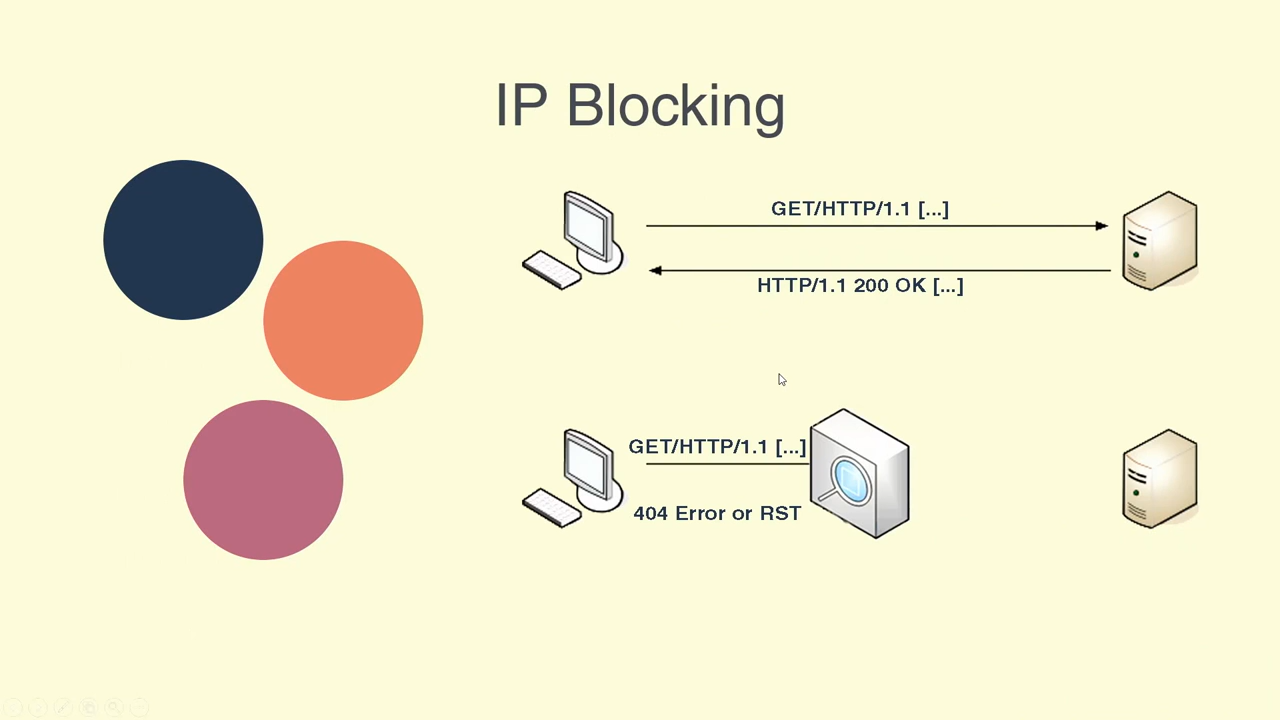 IP Blocking
GET/HTTP/1.1 [...]
HTTP/1.1 200 OK [...]
GET/HTTP/1.1 [...]
404 Error or RST